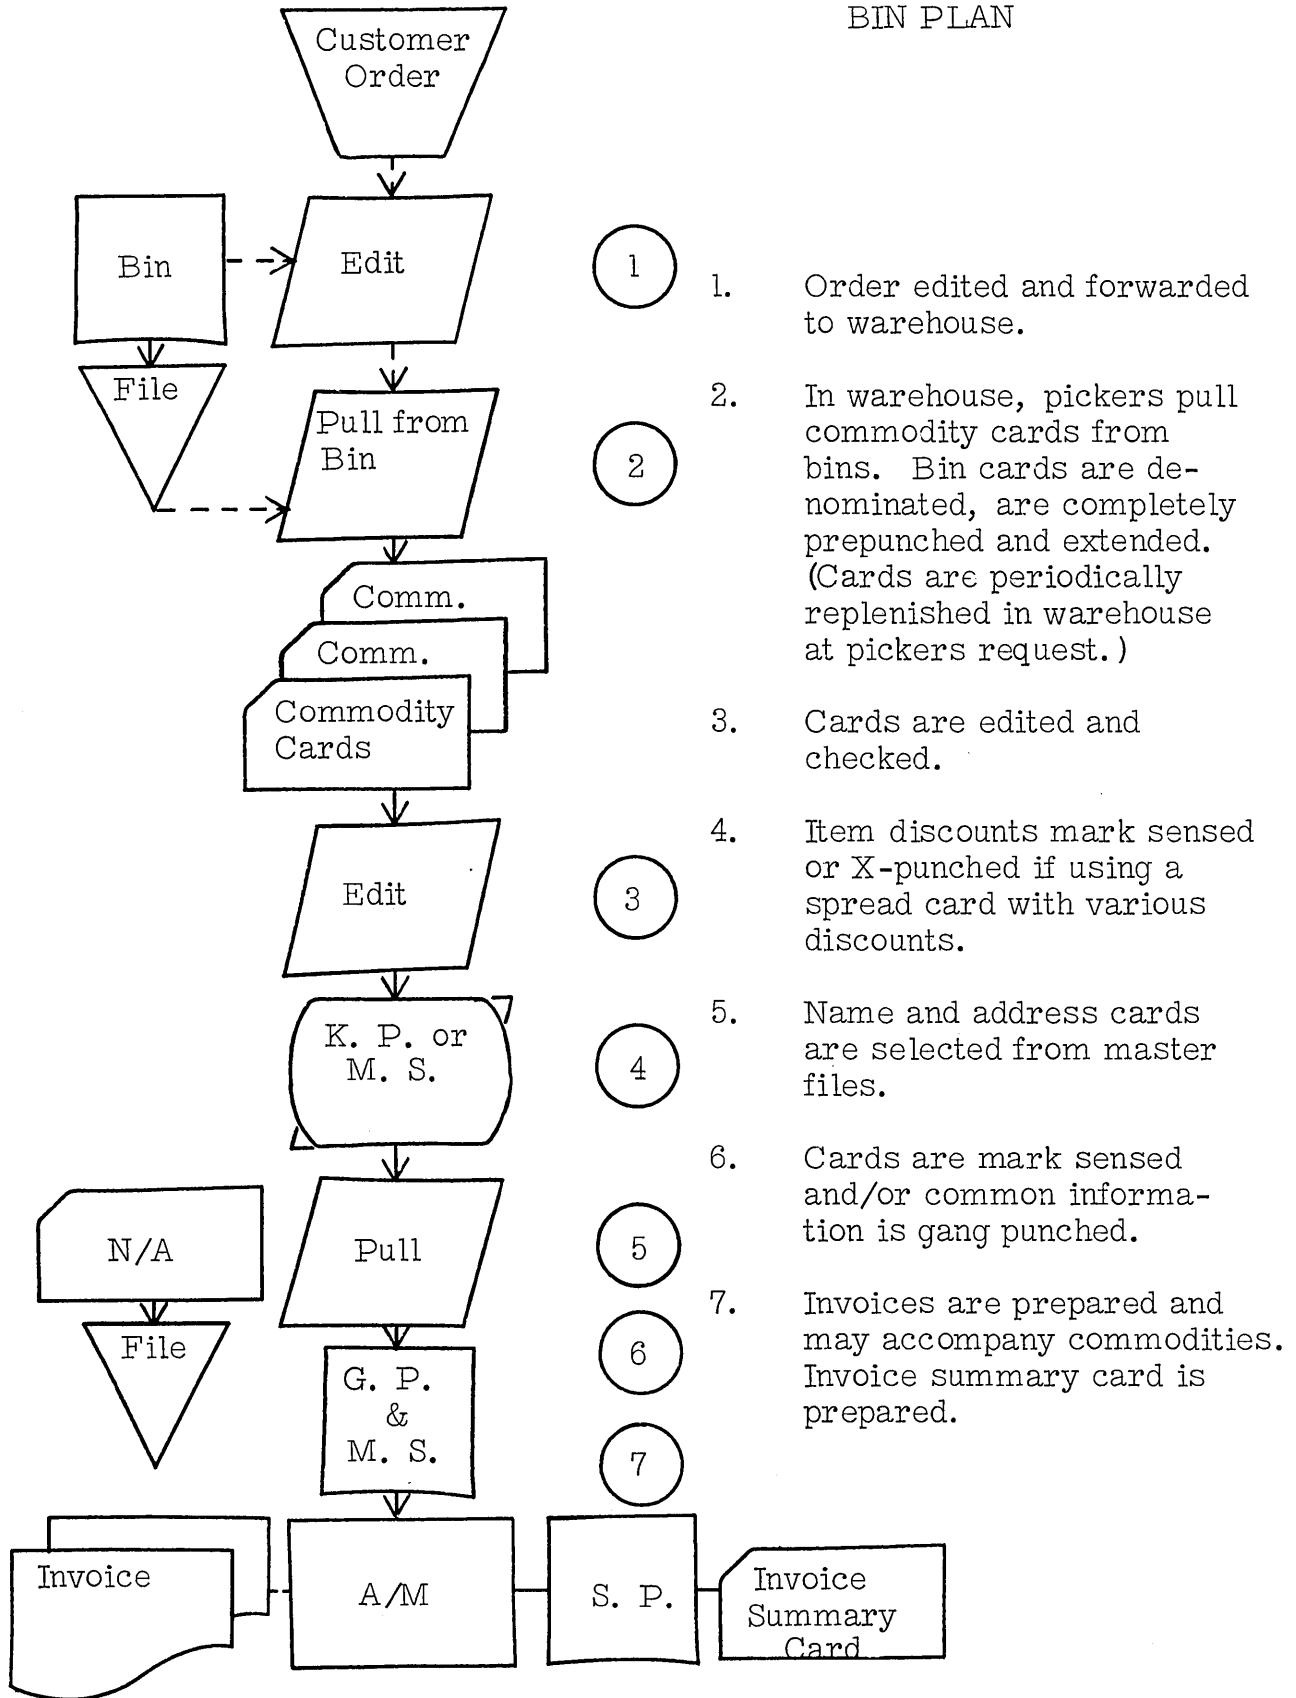 BIN PLAN
Customer
Order
Bin
Edit
File
Pull from
Bin
Comm.
Comm.
Commodity
Cards
Edit
K. P. or
M. S.
N/A
Pull
File
G. P.
&
M. S.
Invoice
A/M
S. P.
Invoice
Summary
Card
1
2
3
4
5
6
7
1. Order edited and forwarded
to warehouse.
2. In warehouse, pickers pull
commodity cards from
bins. Bin cards are de-
nominated, are completely
prepunched and extended.
(Cards are periodically
replenished in warehouse
at pickers request.)
3. Cards are edited and
checked.
4. Item discounts mark sensed
or X-punched if using a
spread card with various
discounts.
5. Name and address cards
are selected from master
files.
6. Cards are mark sensed
and/or common informa-
tion is gang punched.
7. Invoices are prepared and
may accompany commodities.
Invoice summary card is
prepared.